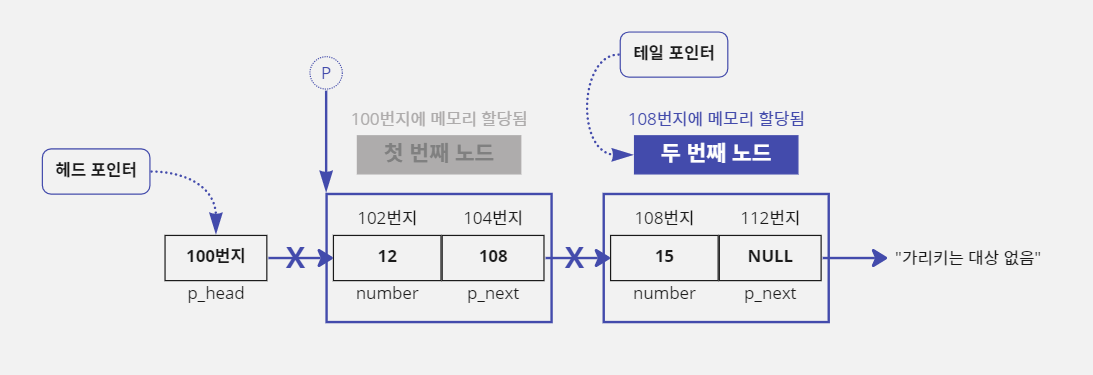 테일 포인터
P
100번지에 메모리 할당됨
108번지에 메모리 할당됨
첫 번째 노드
두 번째 노드
헤드 포인터
102번지
104번지
108번지
112번지
100번지
X
12
108
X
15
NULL
"가리키는 대상 없음"
p_head
number
p_next
number
p_next